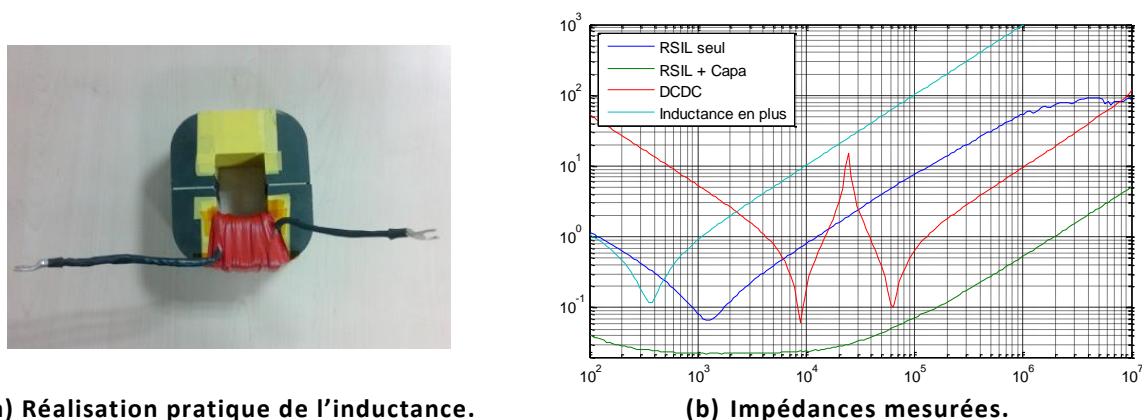 10³
10²
10¹
10⁰
10⁻¹
RSIL seul
RSIL + Capa
DCDC
Inductance en plus
10² 10³ 10⁴ 10⁵ 10⁶ 10⁷
) Réalisation pratique de l’inductance.
(b) Impédances mesurées.